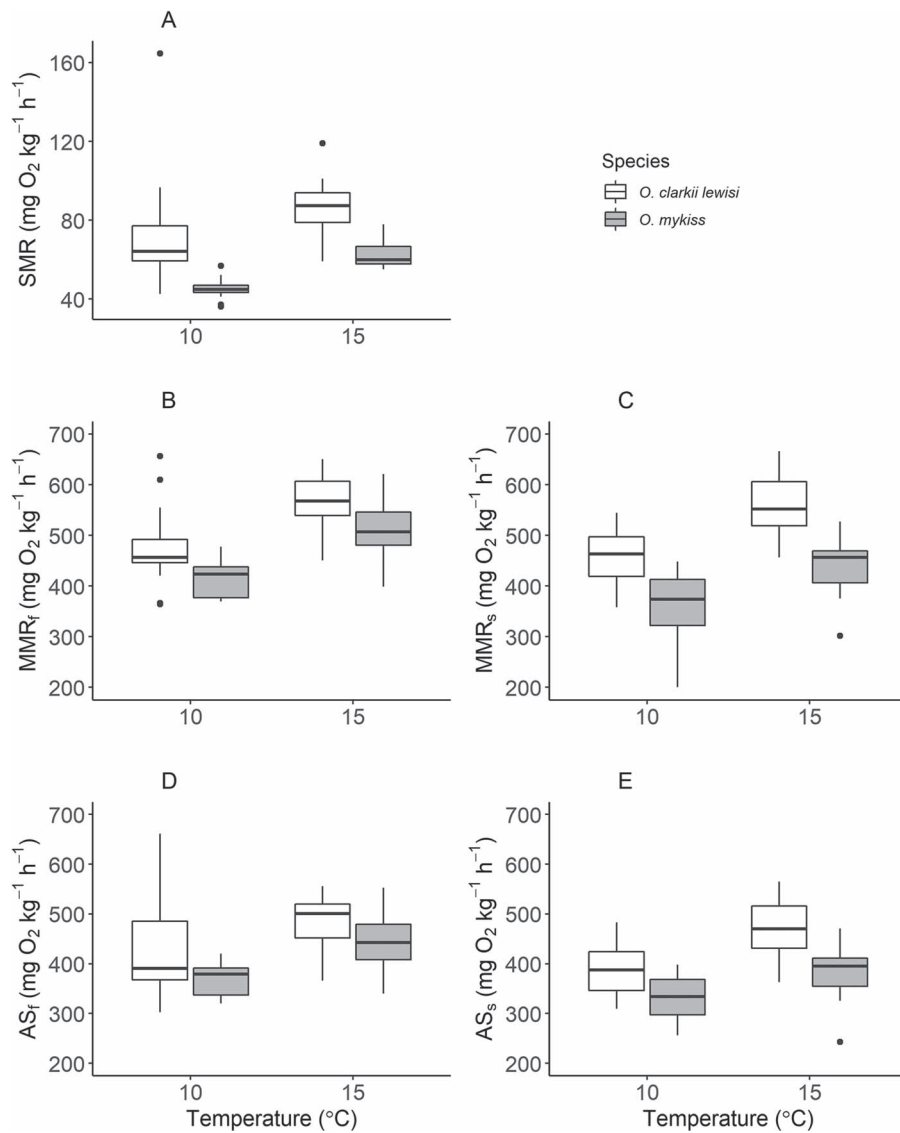 A
SMR (mg O₂ kg⁻¹ h⁻¹)
160
120
80
40
10
15
Species
O. clarkii lewisi
O. mykiss
B
MMRf (mg O₂ kg⁻¹ h⁻¹)
700
600
500
400
300
200
10
15
C
MMRs (mg O₂ kg⁻¹ h⁻¹)
700
600
500
400
300
200
10
15
D
ASf (mg O₂ kg⁻¹ h⁻¹)
700
600
500
400
300
200
10
15
Temperature (°C)
E
ASs (mg O₂ kg⁻¹ h⁻¹)
700
600
500
400
300
200
10
15
Temperature (°C)